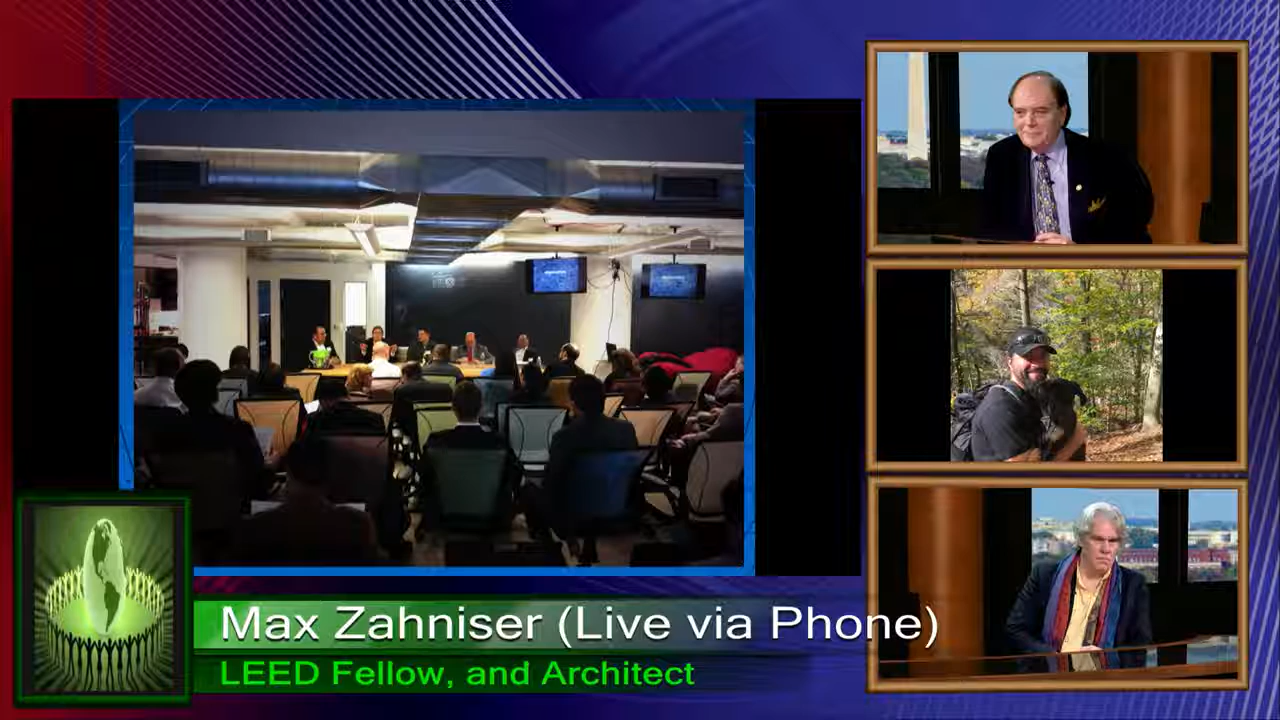 Max Zahniser (Live via Phone)
LEED Fellow, and Architect